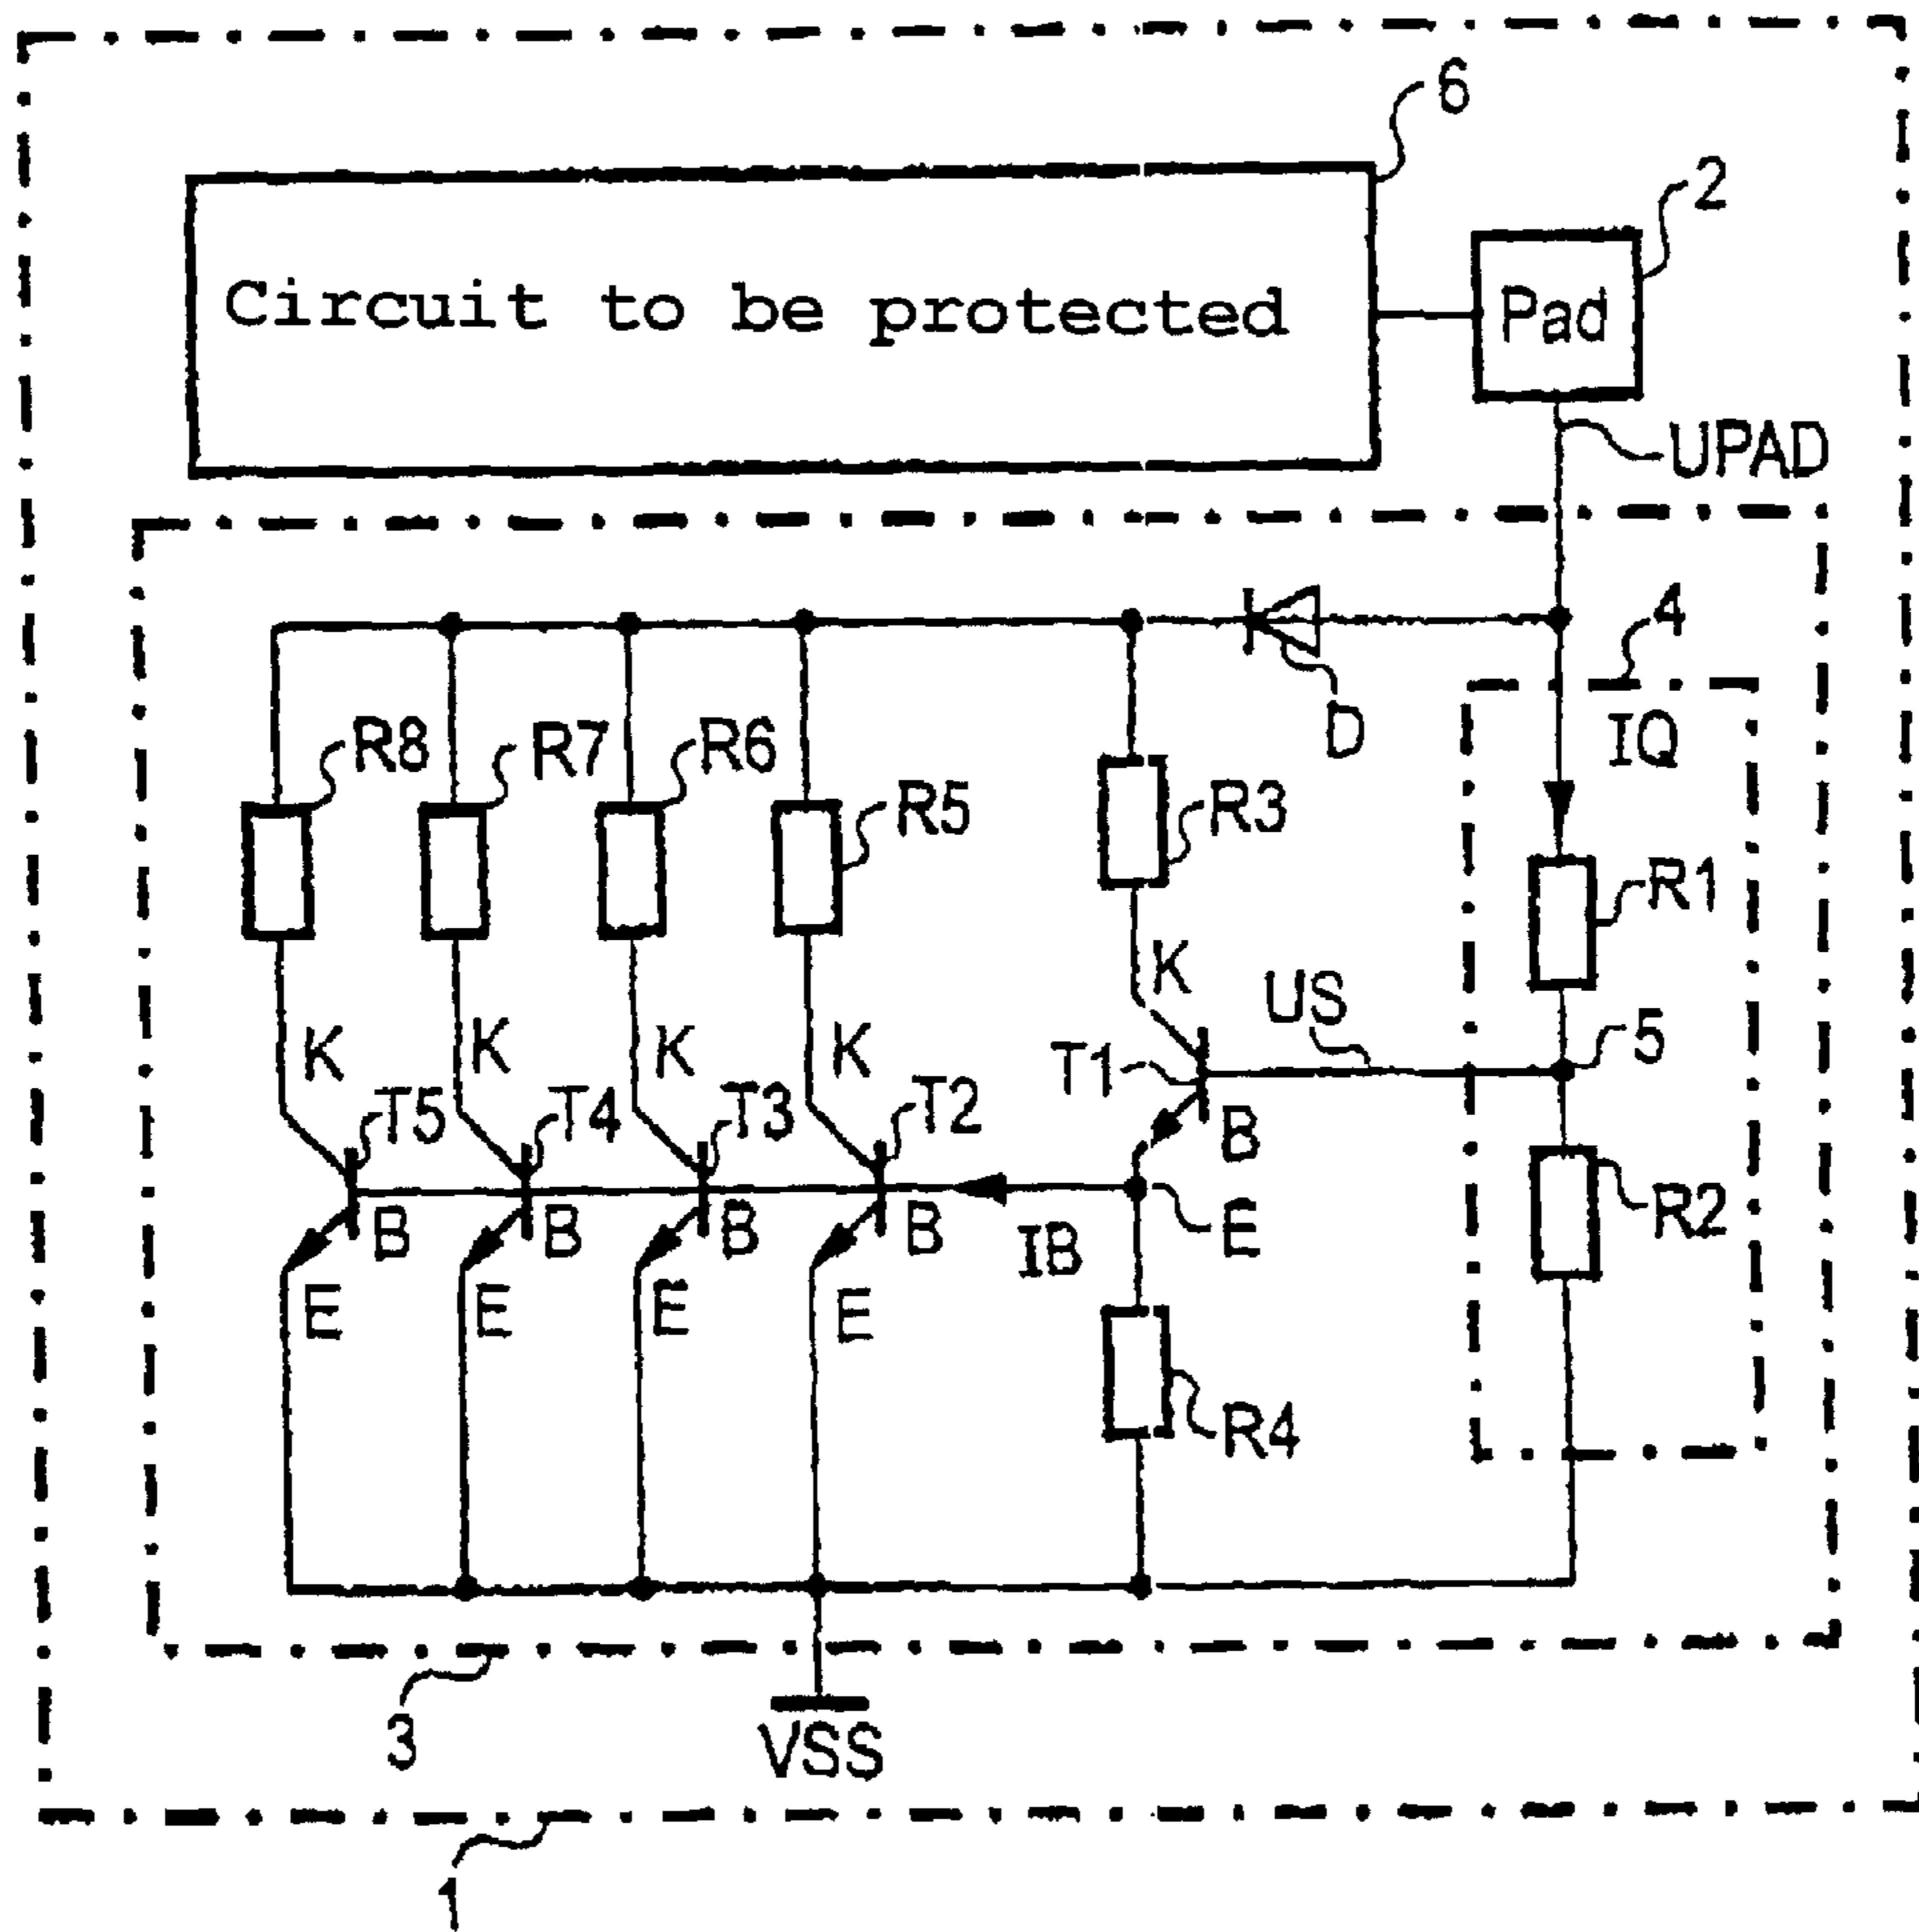 6
2
Circuit to be protected
Pad
UPAD
4
IQ
D
R8
R7
R6
R5
R3
R1
K
US
5
K
K
K
K
T1
T5
T4
T3
T2
B
R2
B
B
B
B
IB
E
E
E
E
E
R4
3
VSS
1